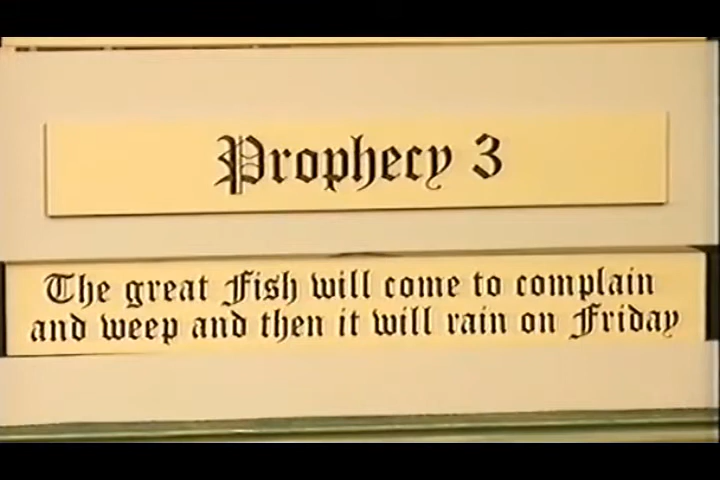 Prophecy 3
The great Fish will come to complain
and weep and then it will rain on Friday